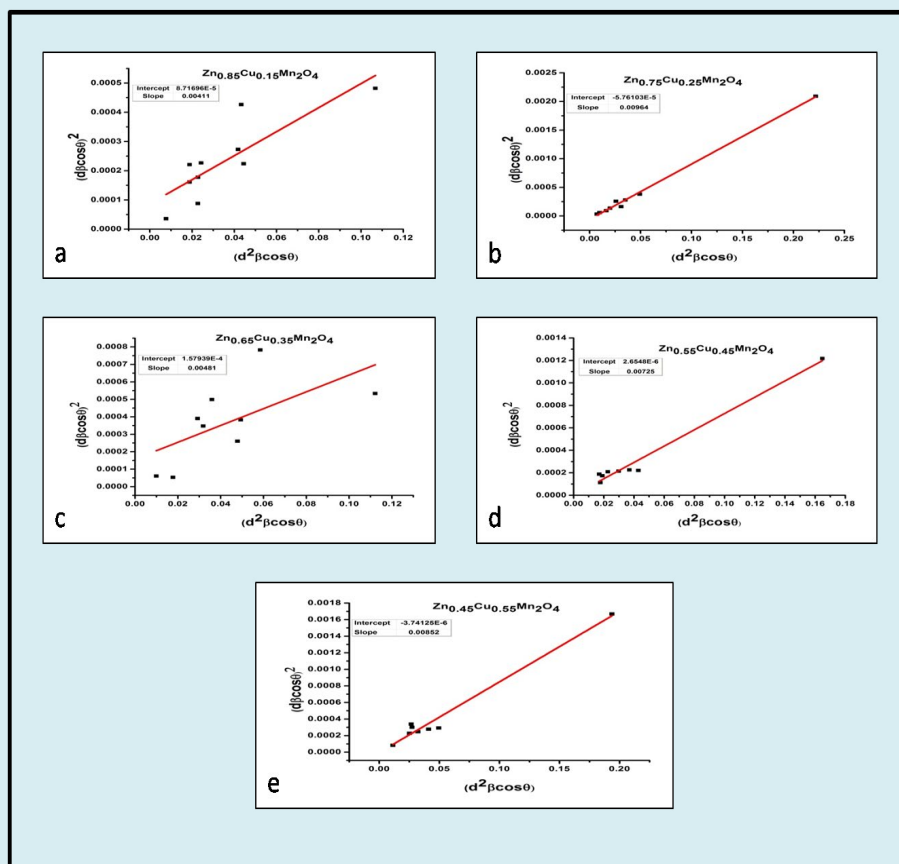 Zn0.85Cu0.15Mn2O4
Intercept 8.71696E-5
Slope 0.00411
0.0005
0.0004
0.0003
0.0002
0.0001
0.0000
(dβcosθ)2
0.00 0.02 0.04 0.06 0.08 0.10 0.12
(d2βcosθ)
a
Zn0.75Cu0.25Mn2O4
Intercept -5.76103E-5
Slope 0.00964
0.0025
0.0020
0.0015
0.0010
0.0005
0.0000
(dβcosθ)2
0.00 0.05 0.10 0.15 0.20 0.25
(d2βcosθ)
b
Zn0.65Cu0.35Mn2O4
Intercept 1.57939E-4
Slope 0.00481
0.0008
0.0007
0.0006
0.0005
0.0004
0.0003
0.0002
0.0001
0.0000
(dβcosθ)2
0.00 0.02 0.04 0.06 0.08 0.10 0.12
(d2βcosθ)
c
Zn0.55Cu0.45Mn2O4
Intercept 2.6548E-6
Slope 0.00725
0.0014
0.0012
0.0010
0.0008
0.0006
0.0004
0.0002
0.0000
(dβcosθ)2
0.00 0.02 0.04 0.06 0.08 0.10 0.12 0.14 0.16 0.18
(d2βcosθ)
d
Zn0.45Cu0.55Mn2O4
Intercept -3.74125E-6
Slope 0.00852
0.0018
0.0016
0.0014
0.0012
0.0010
0.0008
0.0006
0.0004
0.0002
0.0000
(dβcosθ)2
0.00 0.05 0.10 0.15 0.20
(d2βcosθ)
e